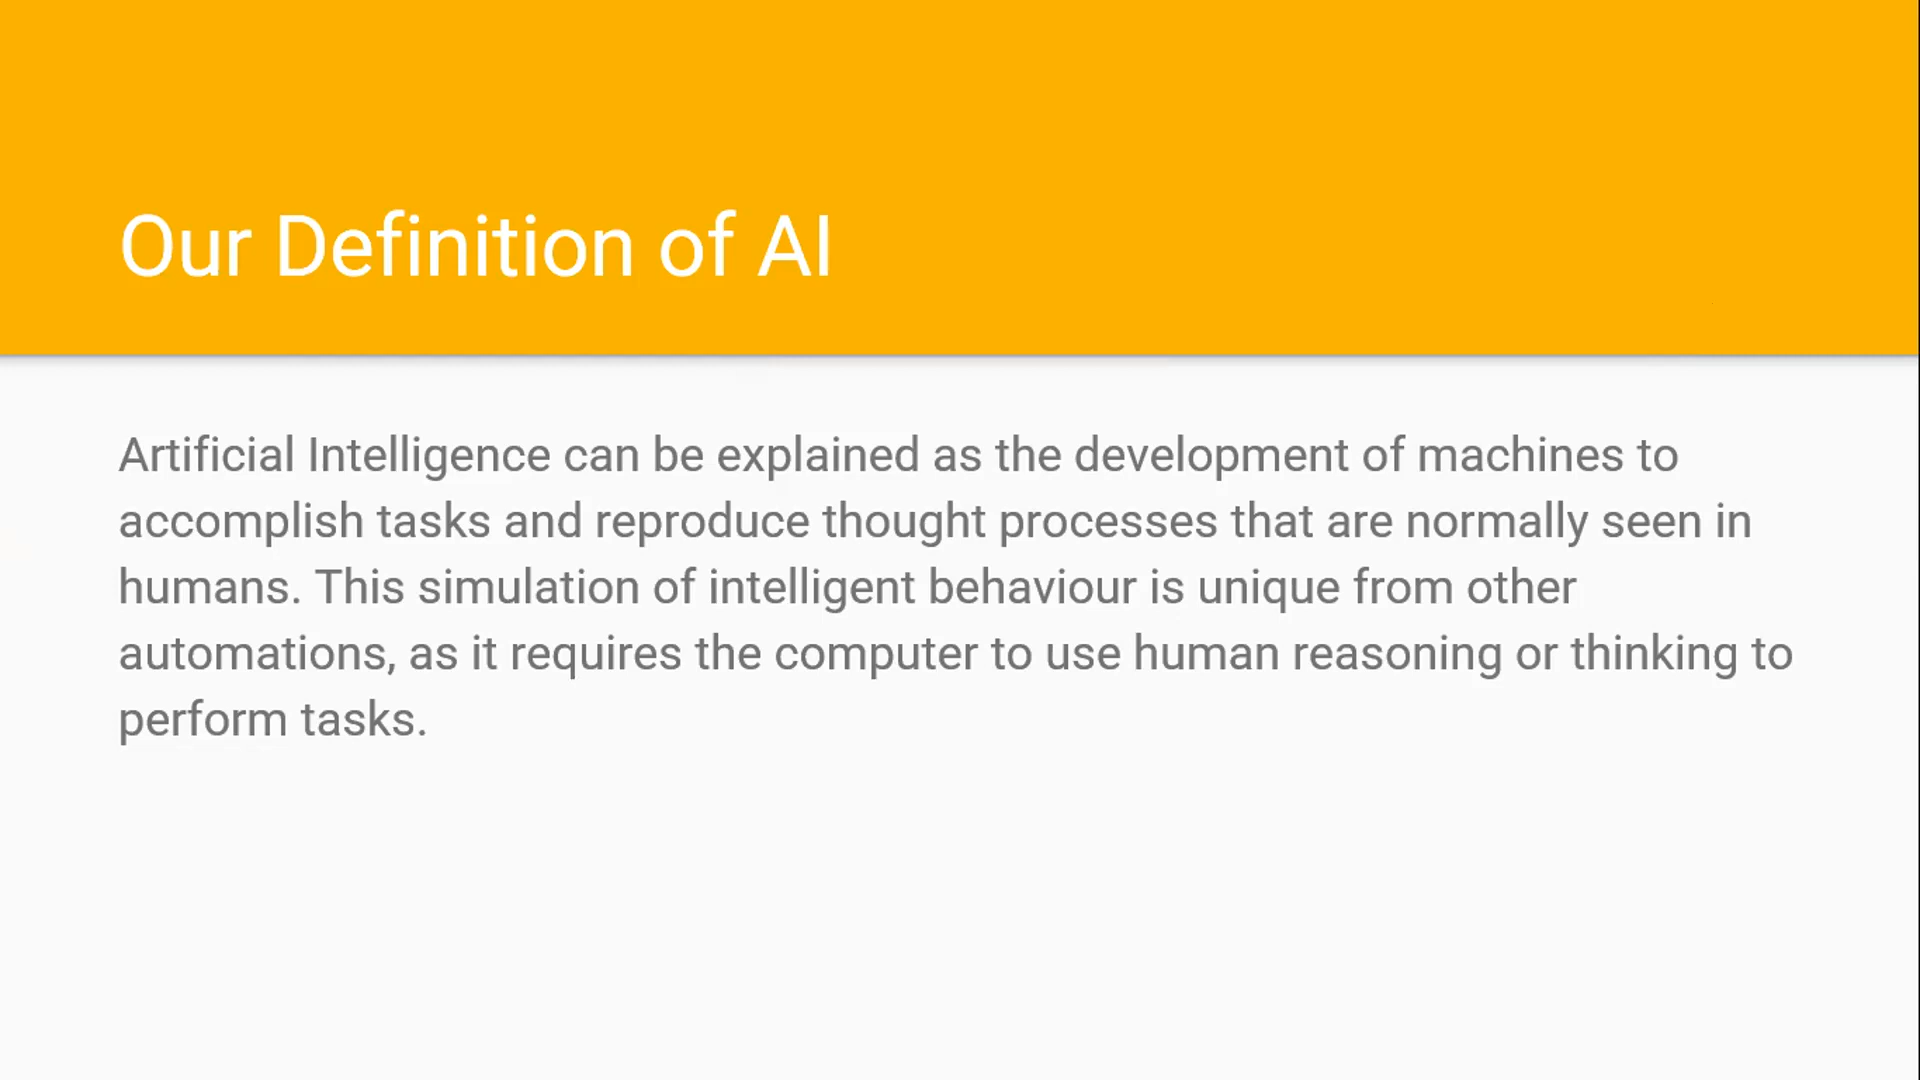 Our Definition of AI
Artificial Intelligence can be explained as the development of machines to
accomplish tasks and reproduce thought processes that are normally seen in
humans. This simulation of intelligent behaviour is unique from other
automations, as it requires the computer to use human reasoning or thinking to
perform tasks.